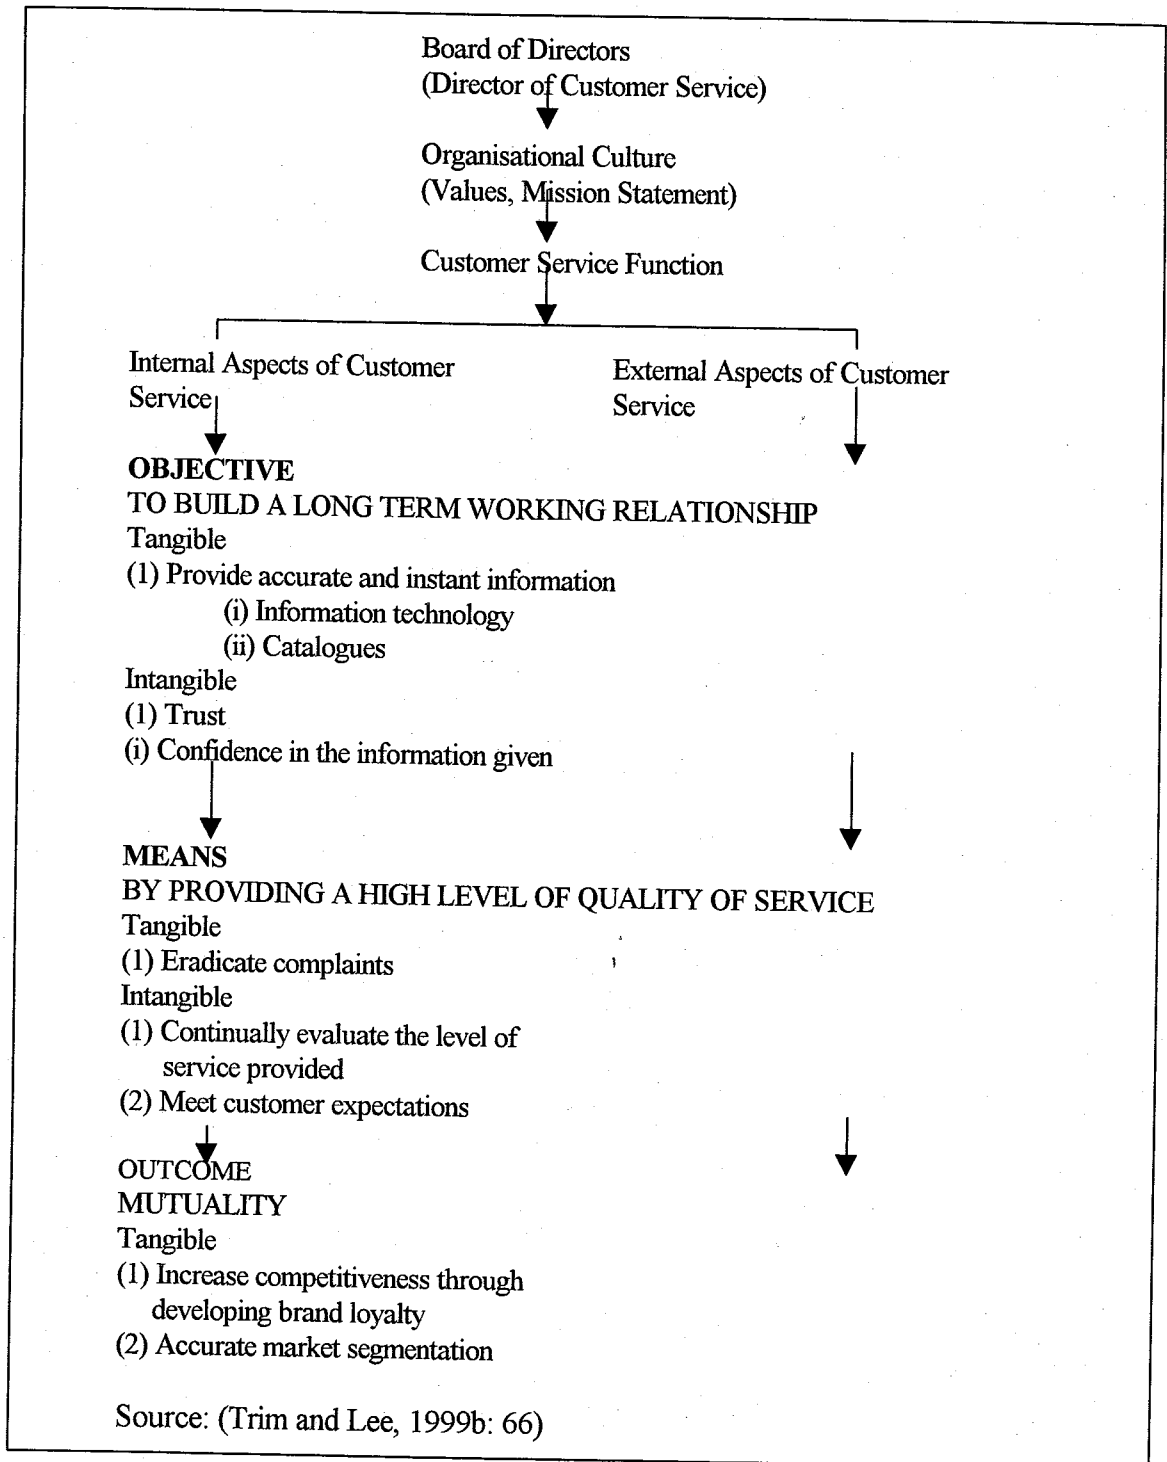 Board of Directors
(Director of Customer Service)
Organisational Culture
(Values, Mission Statement)
Customer Service Function
Internal Aspects of Customer
Service
External Aspects of Customer
Service
OBJECTIVE
TO BUILD A LONG TERM WORKING RELATIONSHIP
Tangible
(1) Provide accurate and instant information
(i) Information technology
(ii) Catalogues
Intangible
(1) Trust
(i) Confidence in the information given
MEANS
BY PROVIDING A HIGH LEVEL OF QUALITY OF SERVICE
Tangible
(1) Eradicate complaints
Intangible
(1) Continually evaluate the level of
service provided
(2) Meet customer expectations
OUTCOME
MUTUALITY
Tangible
(1) Increase competitiveness through
developing brand loyalty
(2) Accurate market segmentation
Source: (Trim and Lee, 1999b: 66)